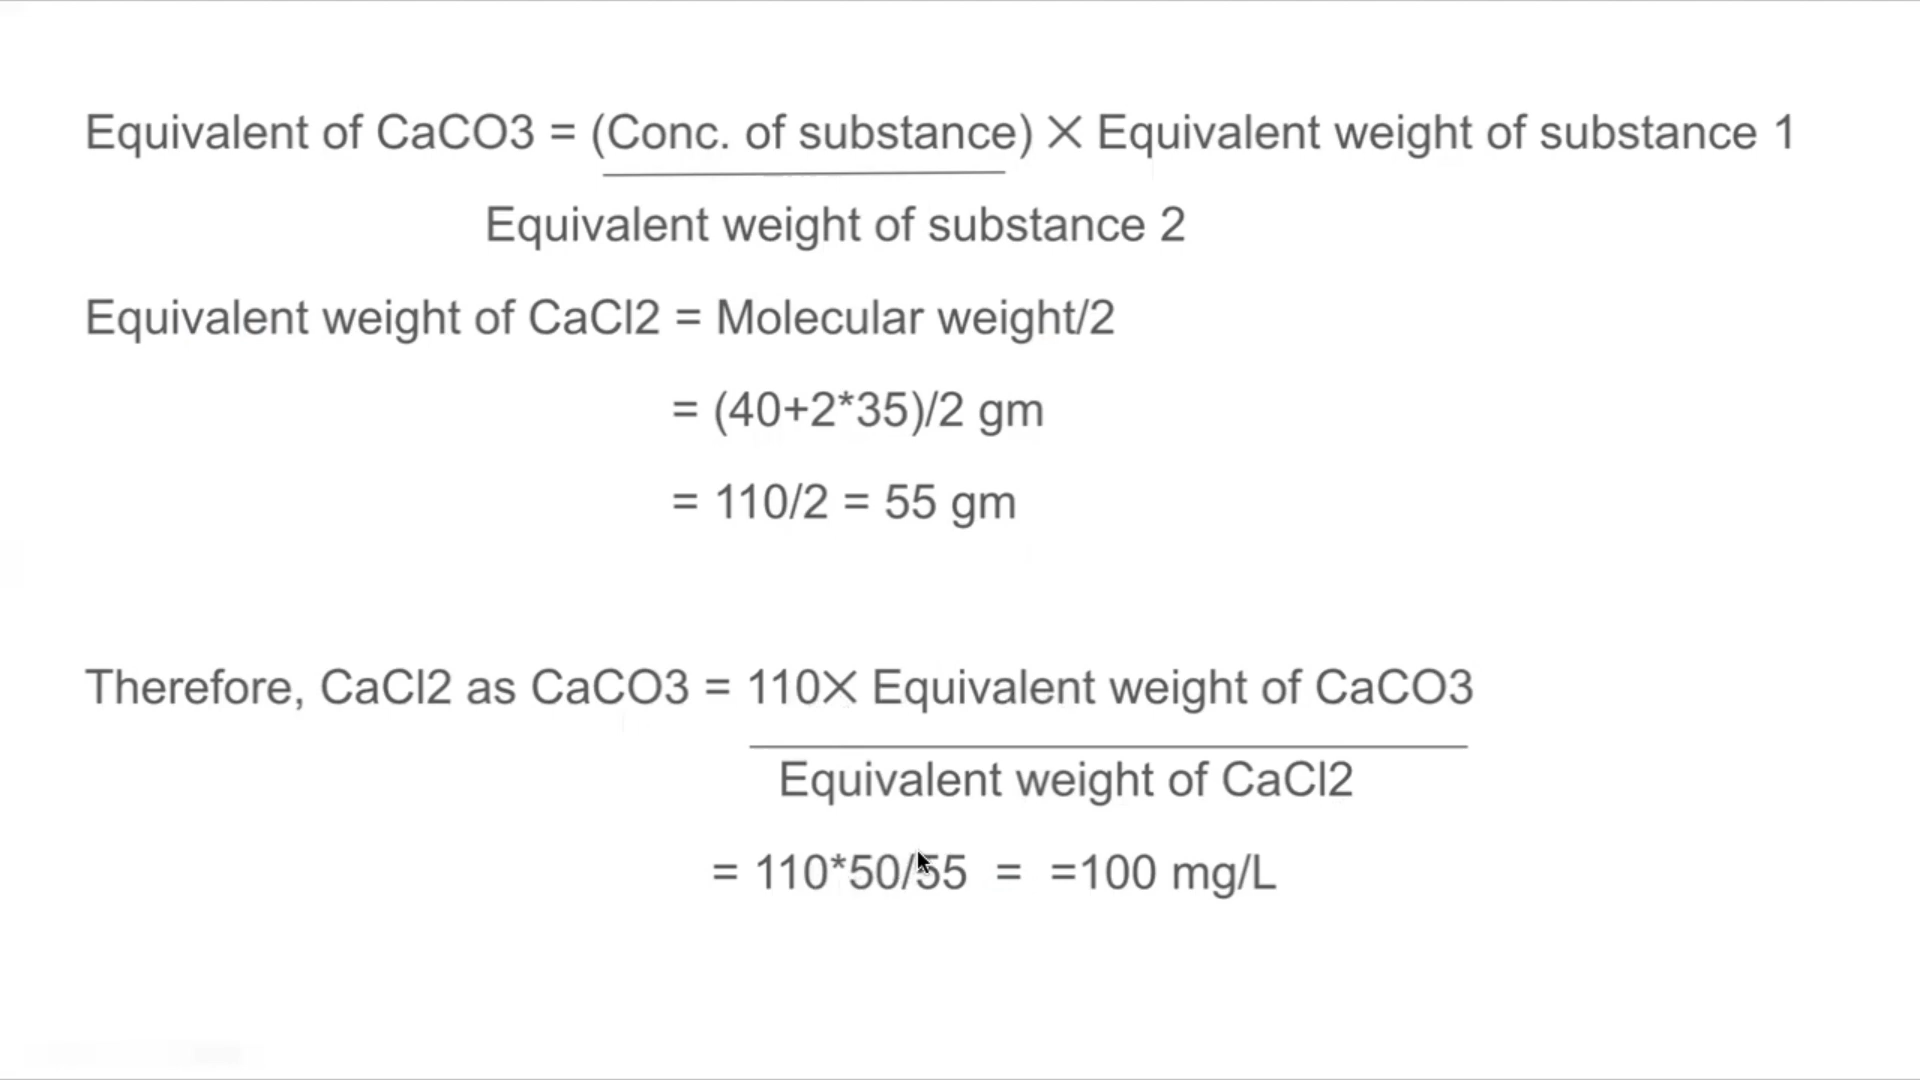 Equivalent of CaCO3 = (Conc. of substance) × Equivalent weight of substance 1
Equivalent weight of substance 2
Equivalent weight of CaCl2 = Molecular weight/2
= (40+2*35)/2 gm
= 110/2 = 55 gm
Therefore, CaCl2 as CaCO3 = 110× Equivalent weight of CaCO3
Equivalent weight of CaCl2
= 110*50/55 = =100 mg/L